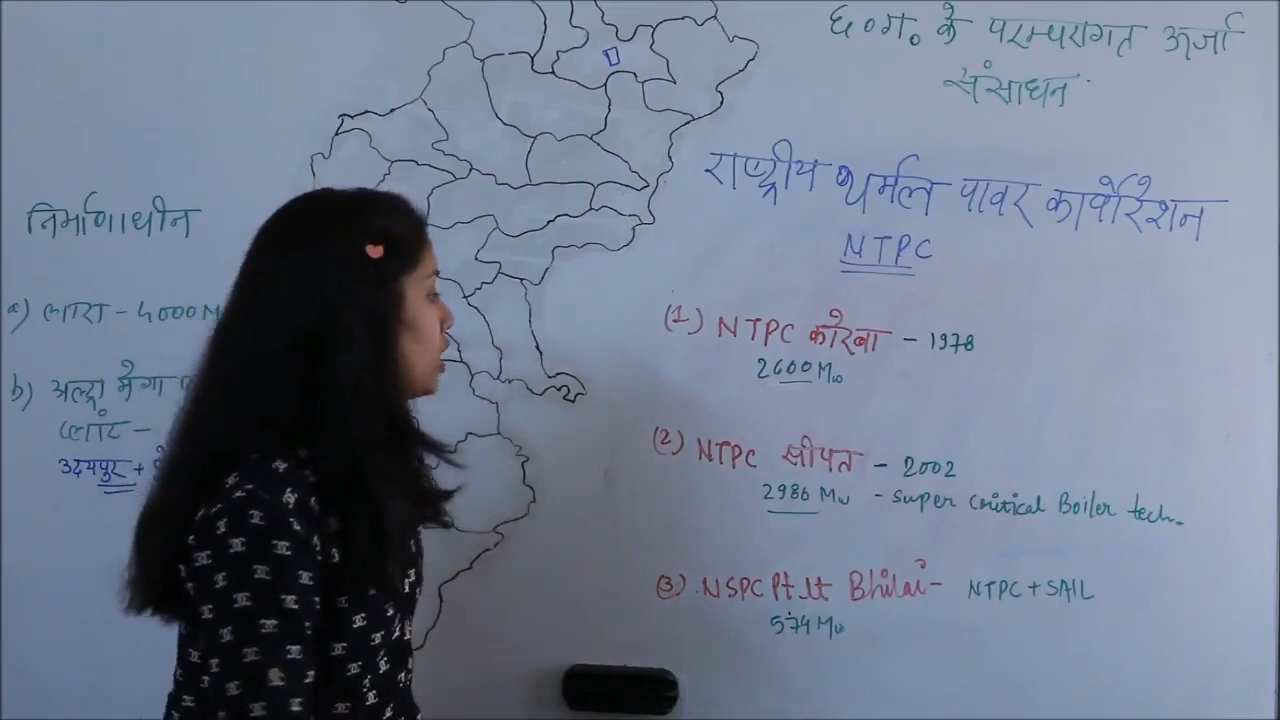 छ०ग० के परम्परागत ऊर्जा
संसाधन
राष्ट्रीय थर्मल पावर कार्पोरेशन
NTPC
(1) NTPC कोरबा - 1978
2600 Mw
(2) NTPC सीपत - 2002
2980 Mw - Super Critical Boiler tech.
(3) NSPC Pt. lt Bhilai - NTPC + SAIL
574 Mw
निर्माणाधीन
a) लारा - 4000 M
b) अल्ट्रा मेगा
प्लांट -
उदयपुर +